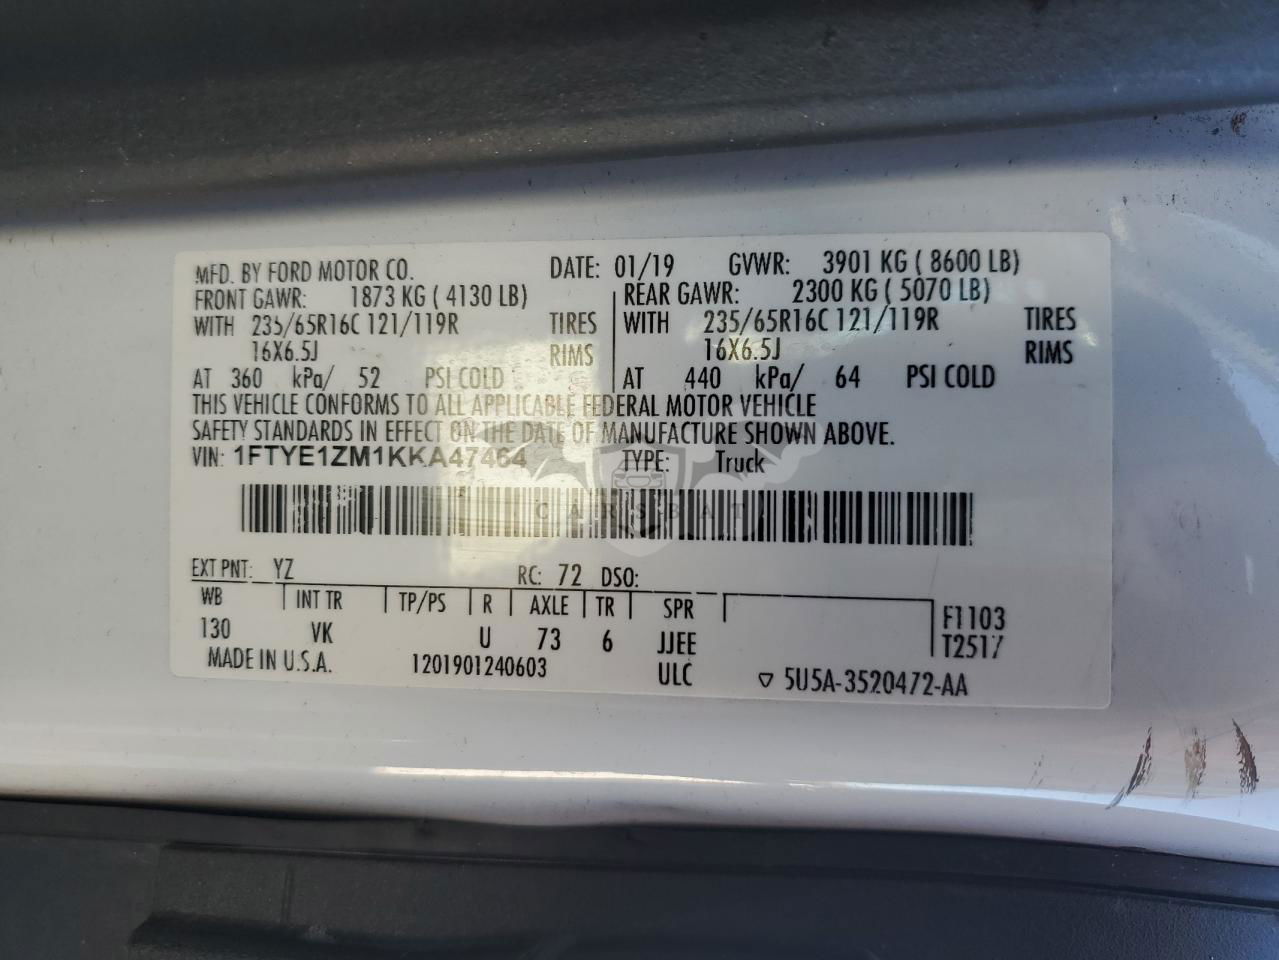 MFD. BY FORD MOTOR CO. DATE: 01/19 GVWR: 3901 KG ( 8600 LB)
FRONT GAWR: 1873 KG ( 4130 LB) REAR GAWR: 2300 KG ( 5070 LB)
WITH 235/65R16C 121/119R TIRES WITH 235/65R16C 121/119R TIRES
16X6.5J RIMS 16X6.5J RIMS
AT 360 kPa/ 52 PSI COLD AT 440 kPa/ 64 PSI COLD
THIS VEHICLE CONFORMS TO ALL APPLICABLE FEDERAL MOTOR VEHICLE
SAFETY STANDARDS IN EFFECT ON THE DATE OF MANUFACTURE SHOWN ABOVE.
VIN: 1FTYE1ZM1KKA47464 TYPE: Truck
CARSBAT
EXT PNT: YZ RC: 72 DSO:
WB INT TR TP/PS R AXLE TR SPR F1103
130 VK U 73 6 JJEE T2517
MADE IN U.S.A. 1201901240603 ULC ▽ 5U5A-3520472-AA